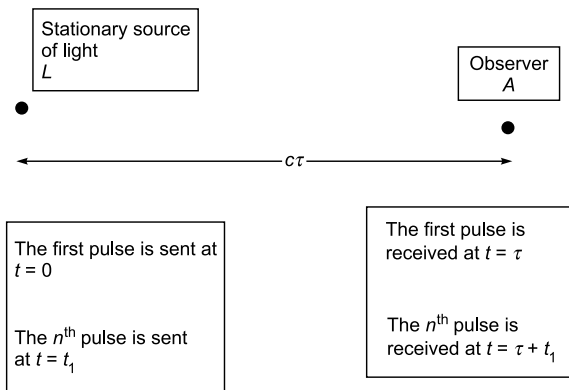 Stationary source
of light
L
Observer
A
cτ
The first pulse is sent at
t = 0
The nth pulse is sent
at t = t1
The first pulse is
received at t = τ
The nth pulse is
received at t = τ + t1